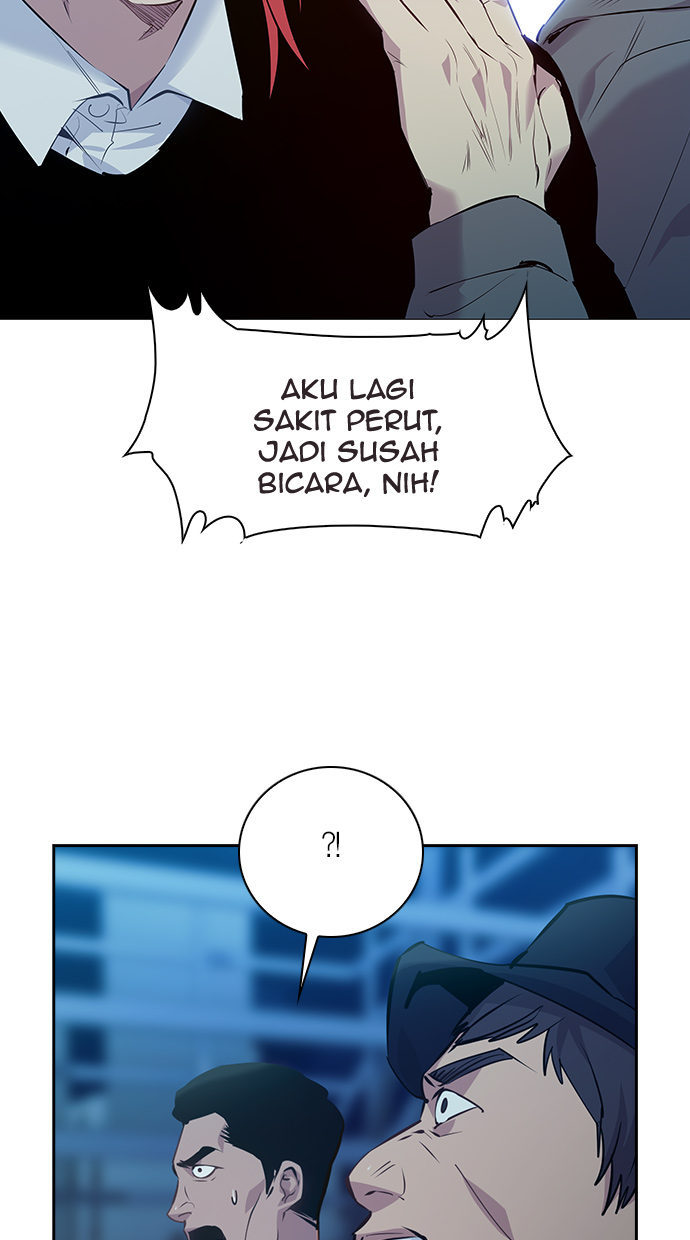 AKU LAGI
SAKIT PERUT,
JADI SUSAH
BICARA, NIH!
?!